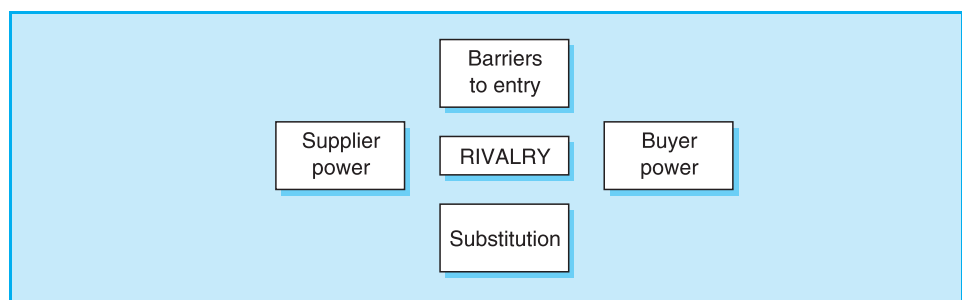 Barriers
to entry
Supplier
power
RIVALRY
Buyer
power
Substitution